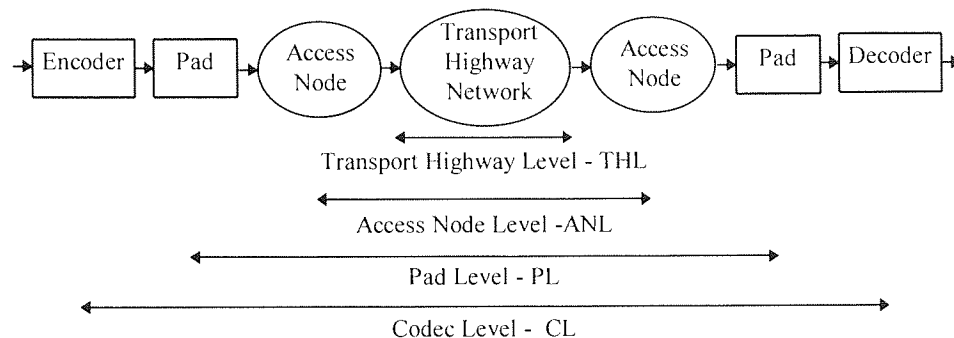 Encoder
Pad
Access
Node
Transport
Highway
Network
Access
Node
Pad
Decoder
Transport Highway Level - THL
Access Node Level -ANL
Pad Level - PL
Codec Level - CL